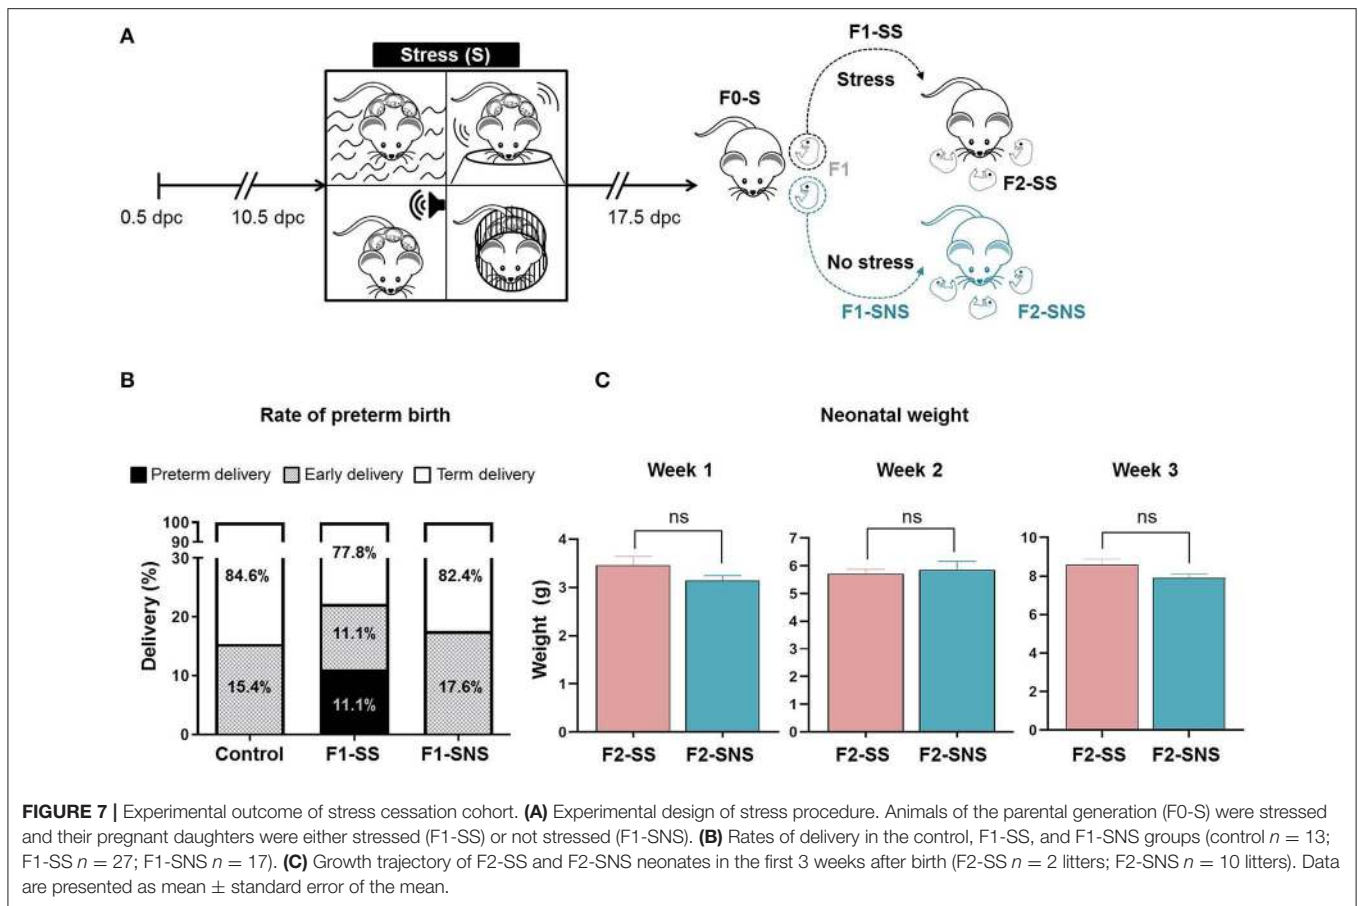 A
Stress (S)
0.5 dpc
10.5 dpc
17.5 dpc
F0-S
F1
F1-SS
Stress
F2-SS
No stress
F1-SNS
F2-SNS
B
Rate of preterm birth
Preterm delivery Early delivery Term delivery
Delivery (%)
100
90
30
20
10
0
84.6%
15.4%
77.8%
11.1%
11.1%
82.4%
17.6%
Control F1-SS F1-SNS
C
Neonatal weight
Week 1
ns
Weight (g)
4
3
2
1
0
F2-SS F2-SNS
Week 2
ns
7
6
5
4
3
2
1
0
F2-SS F2-SNS
Week 3
ns
10
8
6
4
2
0
F2-SS F2-SNS
FIGURE 7 | Experimental outcome of stress cessation cohort. (A) Experimental design of stress procedure. Animals of the parental generation (F0-S) were stressed
and their pregnant daughters were either stressed (F1-SS) or not stressed (F1-SNS). (B) Rates of delivery in the control, F1-SS, and F1-SNS groups (control n = 13;
F1-SS n = 27; F1-SNS n = 17). (C) Growth trajectory of F2-SS and F2-SNS neonates in the first 3 weeks after birth (F2-SS n = 2 litters; F2-SNS n = 10 litters). Data
are presented as mean ± standard error of the mean.